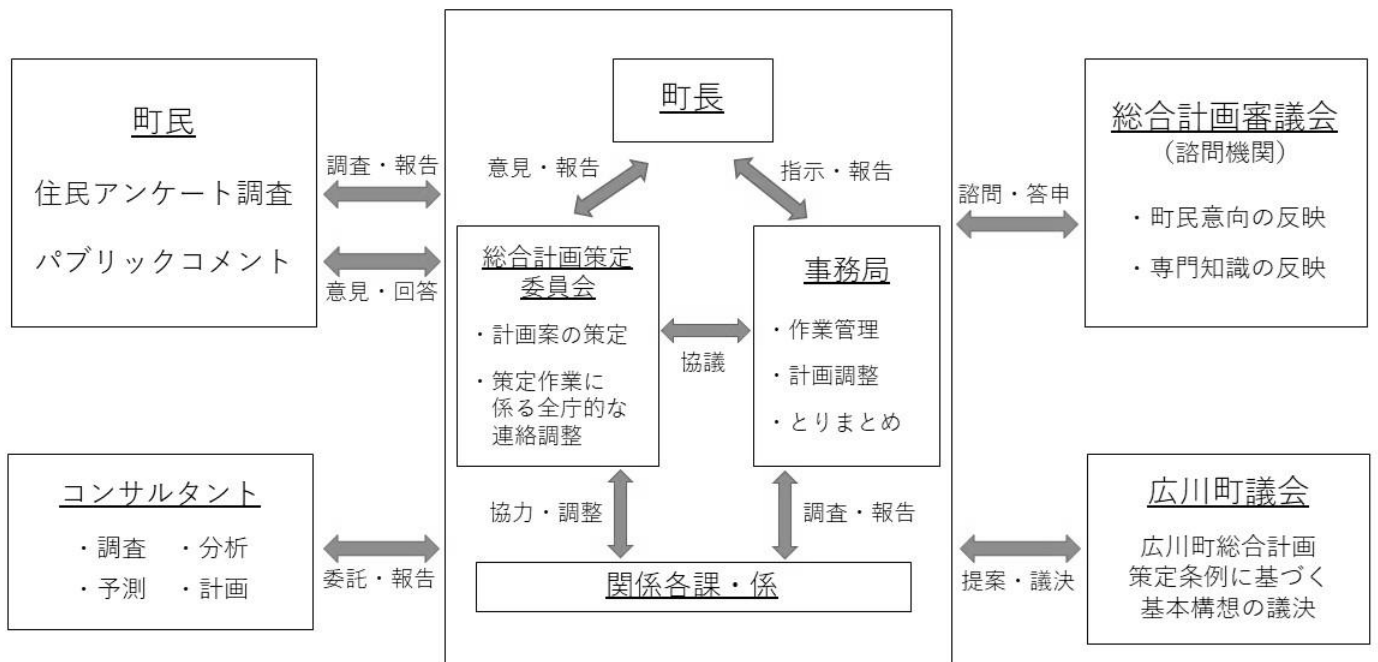 町民
住民アンケート調査
パブリックコメント
調査・報告
意見・回答
コンサルタント
・調査 ・分析
・予測 ・計画
委託・報告
町長
意見・報告
指示・報告
総合計画策定
委員会
・計画案の策定
・策定作業に
係る全庁的な
連絡調整
協議
事務局
・作業管理
・計画調整
・とりまとめ
協力・調整
調査・報告
関係各課・係
諮問・答申
総合計画審議会
(諮問機関)
・町民意向の反映
・専門知識の反映
提案・議決
広川町議会
広川町総合計画
策定条例に基づく
基本構想の議決